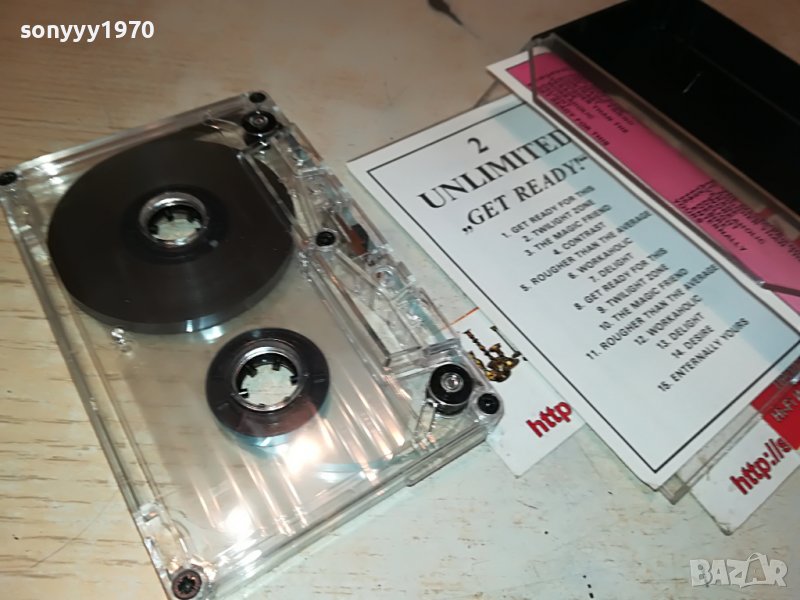 sonyyy1970
2
UNLIMITED
„GET READY!"
1. GET READY FOR THIS
2. TWILIGHT ZONE
3. THE MAGIC FRIEND
4. CONTRAST
5. ROUGHER THAN THE AVERAGE
6. WORKAHOLIC
7. DELIGHT
8. GET READY FOR THIS
9. TWILIGHT ZONE
10. THE MAGIC FRIEND
11. ROUGHER THAN THE AVERAGE
12. WORKAHOLIC
13. DELIGHT
14. DESIRE
15. ENTERNALLY YOURS
http
http://s
BAZAR